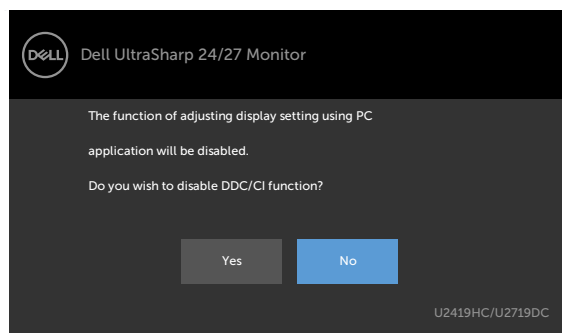 DELL Dell UltraSharp 24/27 Monitor
The function of adjusting display setting using PC
application will be disabled.
Do you wish to disable DDC/CI function?
Yes No
U2419HC/U2719DC